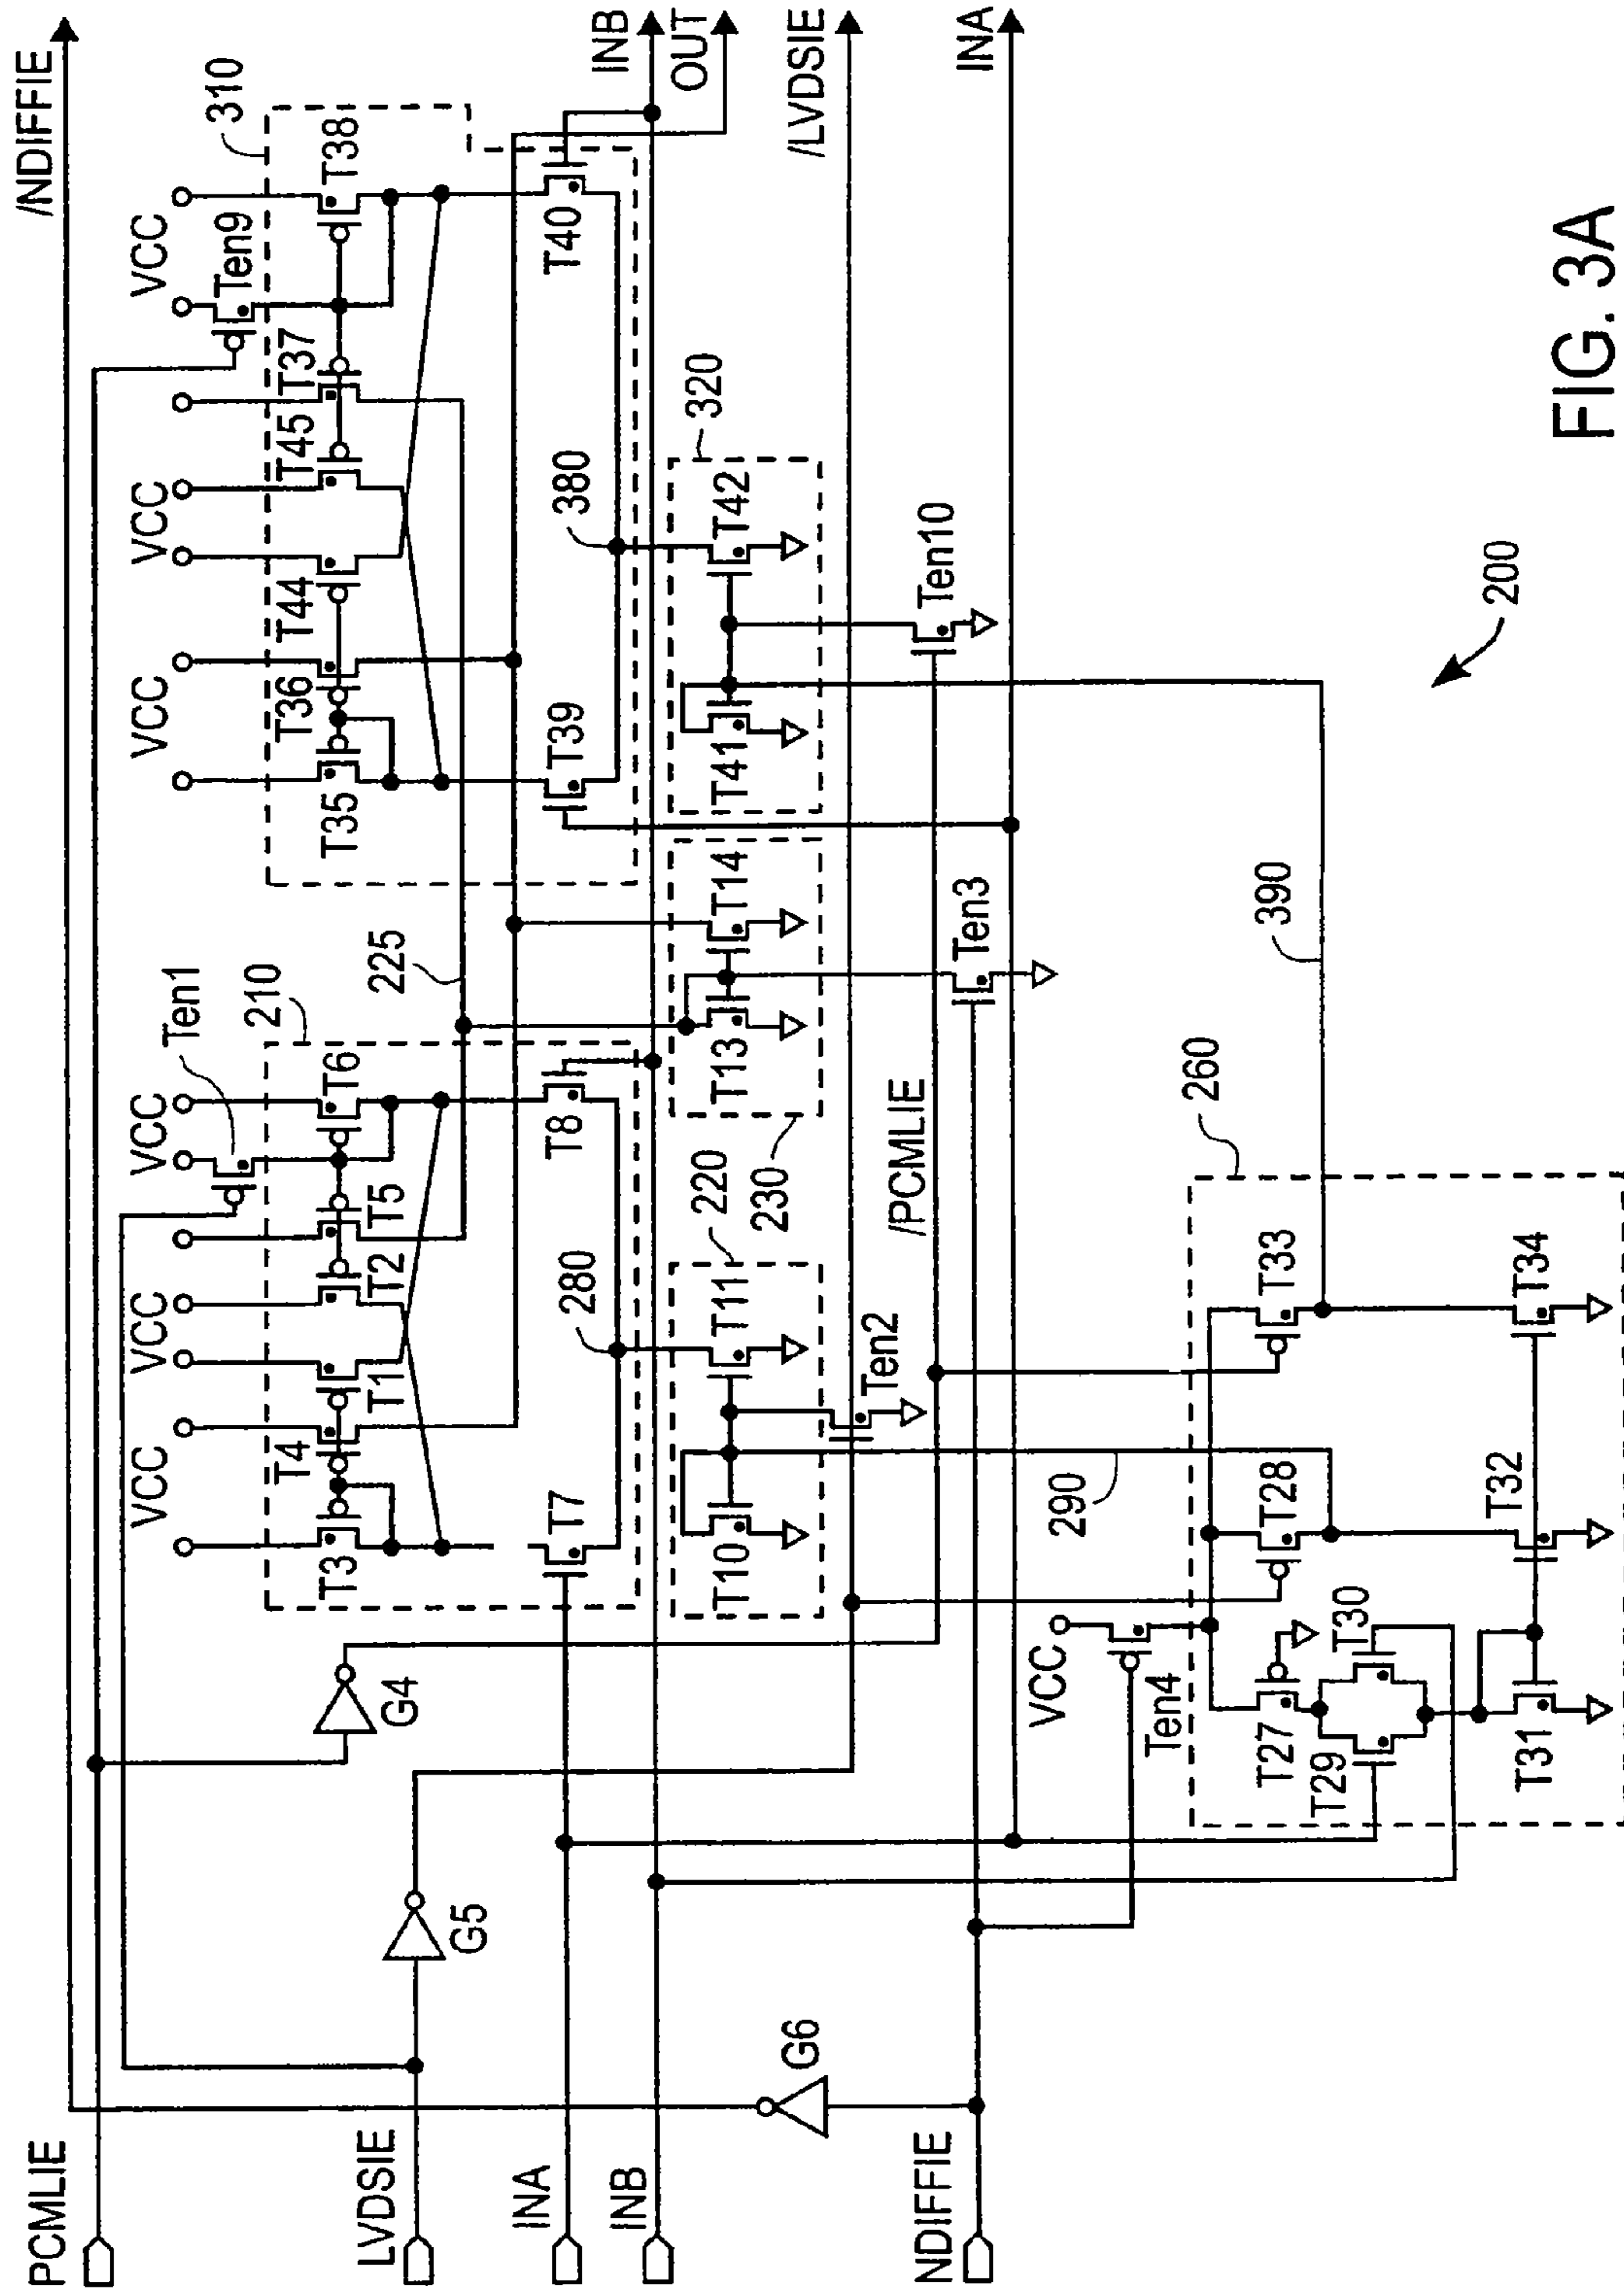 /NDIFFIE
PCMLIE
LVDSIE
INA
INB
NDIFFIE
G5
G4
G6
VCC
VCC
VCC
Ten1
210
T3
T4
T1
T2
T5
T6
T7
T8
280
225
VCC
VCC
VCC
Ten9
310
T35
T36
T44
T45
T37
T38
T39
T40
380
INB
OUT
/LVDSIE
INA
220
T10
T11
Ten2
230
T13
T14
Ten3
320
T41
T42
Ten10
/PCMLIE
290
390
260
VCC
Ten4
T27
T28
T33
T29
T30
T31
T32
T34
200
FIG. 3A